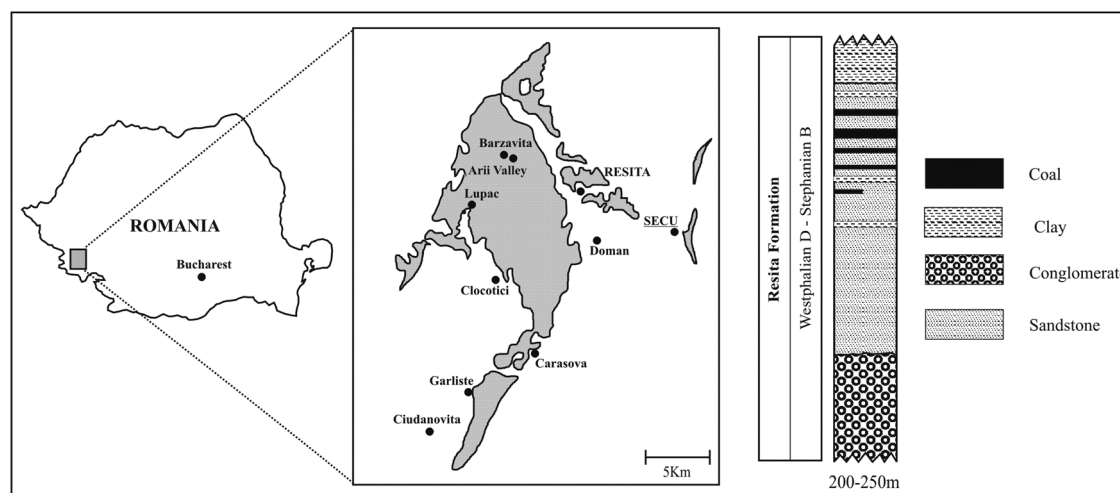 ROMANIA
Bucharest
Barzavita
Arii Valley
RESITA
Lupac
SECU
Doman
Clocotici
Carasova
Garliste
Ciudanovita
5Km
Resita Formation
Westphalian D - Stephanian B
200-250m
Coal
Clay
Conglomerate
Sandstone